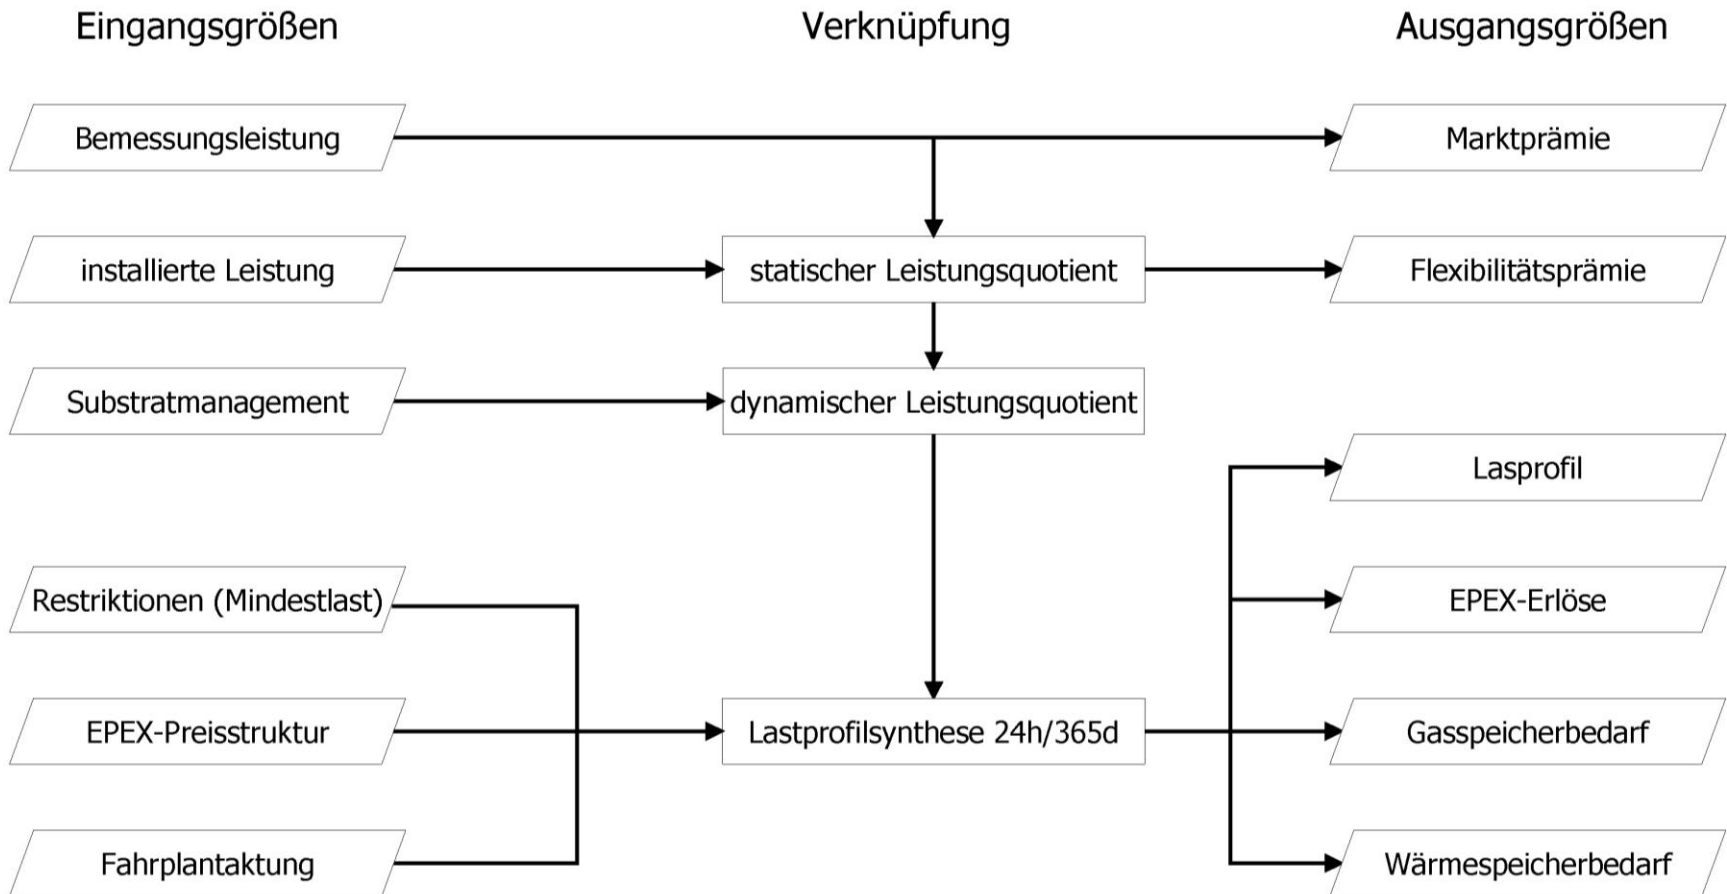 Eingangsgrößen
Verknüpfung
Ausgangsgrößen
Bemessungsleistung
Marktprämie
installierte Leistung
statischer Leistungsquotient
Flexibilitätsprämie
Substratmanagement
dynamischer Leistungsquotient
Lasprofil
Restriktionen (Mindestlast)
EPEX-Erlöse
EPEX-Preisstruktur
Lastprofilsynthese 24h/365d
Gasspeicherbedarf
Fahrplantaktung
Wärmespeicherbedarf